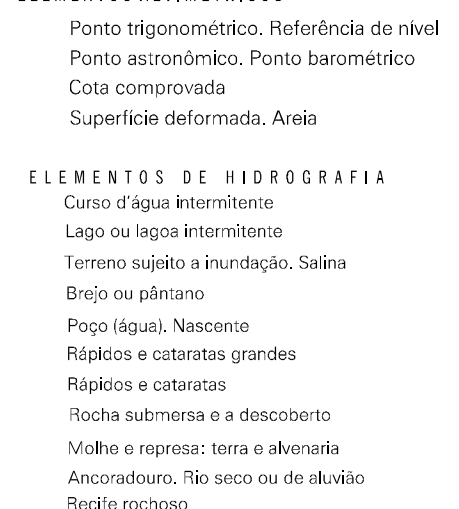 Ponto trigonométrico. Referência de nível
Ponto astronômico. Ponto barométrico
Cota comprovada
Superfície deformada. Areia
ELEMENTOS DE HIDROGRAFIA
Curso d'água intermitente
Lago ou lagoa intermitente
Terreno sujeito a inundação. Salina
Brejo ou pântano
Poço (água). Nascente
Rápidos e cataratas grandes
Rápidos e cataratas
Rocha submersa e a descoberto
Molhe e represa: terra e alvenaria
Ancoradouro. Rio seco ou de aluvião
Recife rochoso